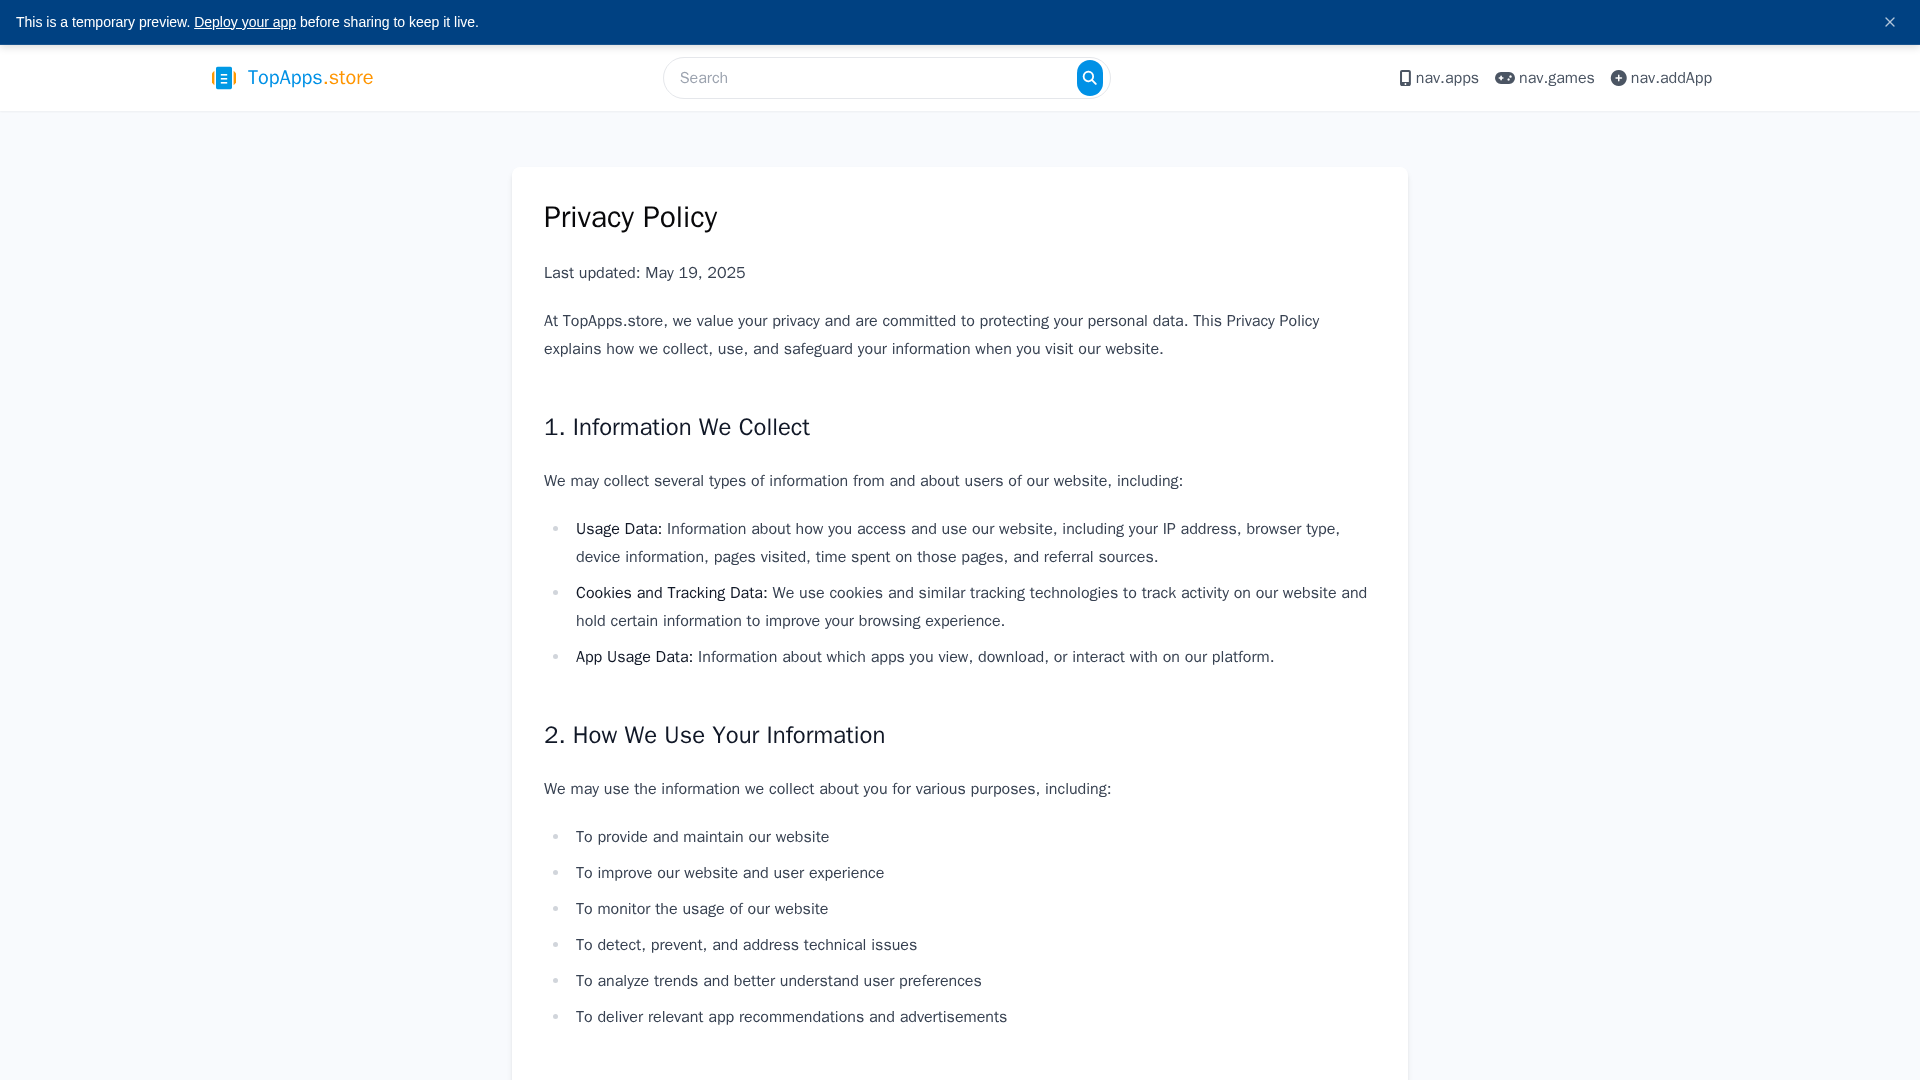 This is a temporary preview. Deploy your app before sharing to keep it live.
×
TopApps.store
Search
nav.apps
nav.games
nav.addApp
Privacy Policy
Last updated: May 19, 2025
At TopApps.store, we value your privacy and are committed to protecting your personal data. This Privacy Policy
explains how we collect, use, and safeguard your information when you visit our website.
1. Information We Collect
We may collect several types of information from and about users of our website, including:
Usage Data: Information about how you access and use our website, including your IP address, browser type,
device information, pages visited, time spent on those pages, and referral sources.
Cookies and Tracking Data: We use cookies and similar tracking technologies to track activity on our website and
hold certain information to improve your browsing experience.
App Usage Data: Information about which apps you view, download, or interact with on our platform.
2. How We Use Your Information
We may use the information we collect about you for various purposes, including:
To provide and maintain our website
To improve our website and user experience
To monitor the usage of our website
To detect, prevent, and address technical issues
To analyze trends and better understand user preferences
To deliver relevant app recommendations and advertisements